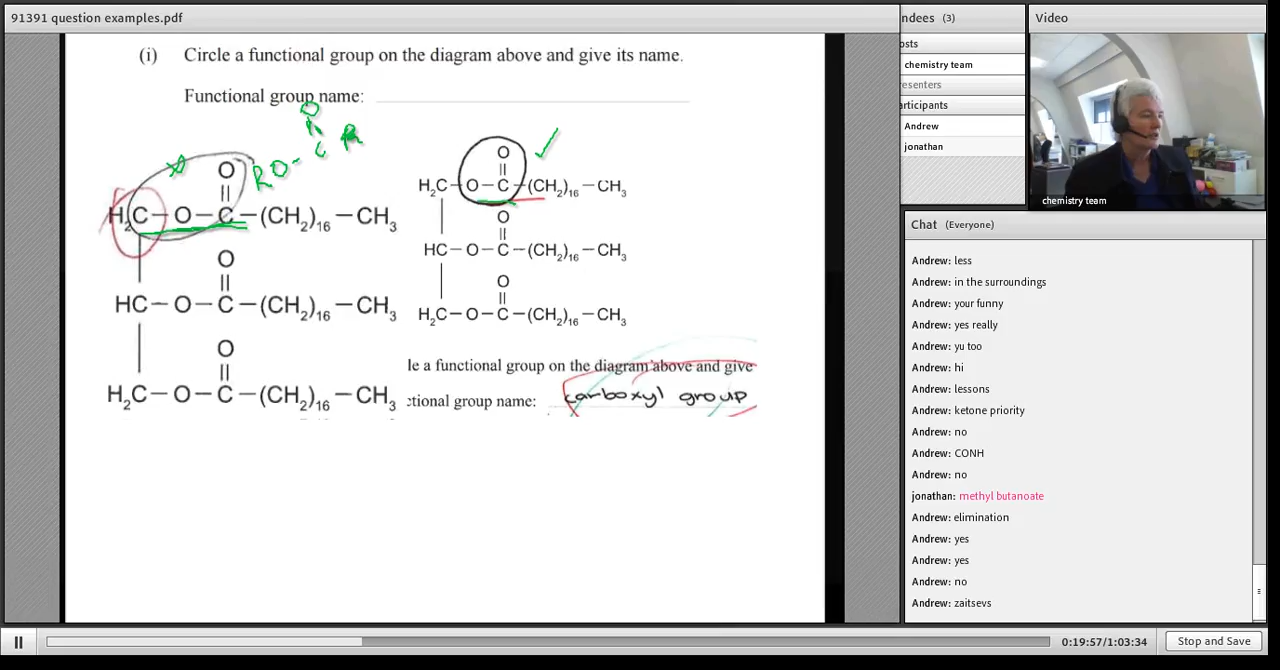 91391 question examples.pdf
(i) Circle a functional group on the diagram above and give its name.
Functional group name:
O
RO-C R
O
||
H₂C-O-C-(CH₂)₁₆-CH₃
O
||
HC-O-C-(CH₂)₁₆-CH₃
O
||
H₂C-O-C-(CH₂)₁₆-CH₃
O
||
H₂C-O-C-(CH₂)₁₆-CH₃
O
||
HC-O-C-(CH₂)₁₆-CH₃
O
||
H₂C-O-C-(CH₂)₁₆-CH₃
le a functional group on the diagram above and give
ctional group name: carboxyl group
ndees (3)
osts
chemistry team
resenters
articipants
Andrew
jonathan
Video
chemistry team
Chat (Everyone)
Andrew: less
Andrew: in the surroundings
Andrew: your funny
Andrew: yes really
Andrew: yu too
Andrew: hi
Andrew: lessons
Andrew: ketone priority
Andrew: no
Andrew: CONH
Andrew: no
jonathan: methyl butanoate
Andrew: elimination
Andrew: yes
Andrew: yes
Andrew: no
Andrew: zaitsevs
0:19:57/1:03:34
Stop and Save